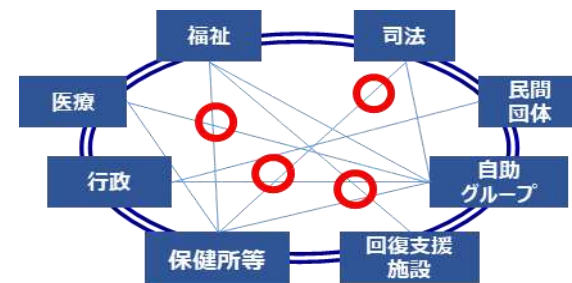 福祉
司法
医療
民間
団体
行政
自助
グループ
保健所等
回復支援
施設